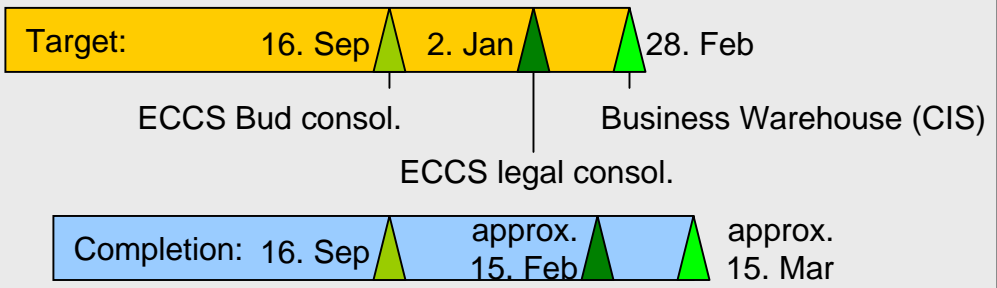 Target: 16. Sep 2. Jan 28. Feb
ECCS Bud consol. Business Warehouse (CIS)
ECCS legal consol.
Completion: 16. Sep approx. 15. Feb approx. 15. Mar